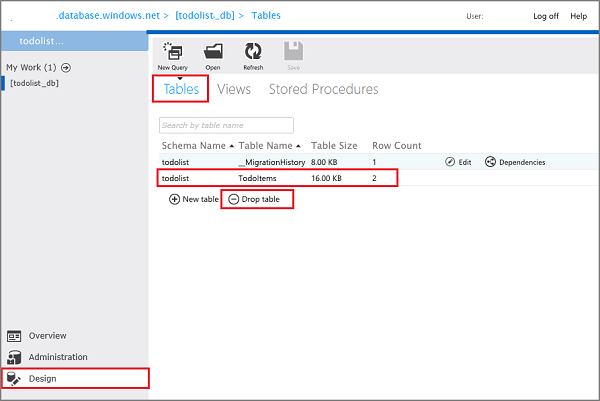 .database.windows.net > [todolist_db] > Tables
User:
Log off Help
todolist...
My Work (1)
[todolist_db]
New Query Open Refresh Save
Tables Views Stored Procedures
Search by table name
Schema Name Table Name Table Size Row Count
todolist __MigrationHistory 8.00 KB 1 Edit Dependencies
todolist TodoItems 16.00 KB 2
New table Drop table
Overview
Administration
Design